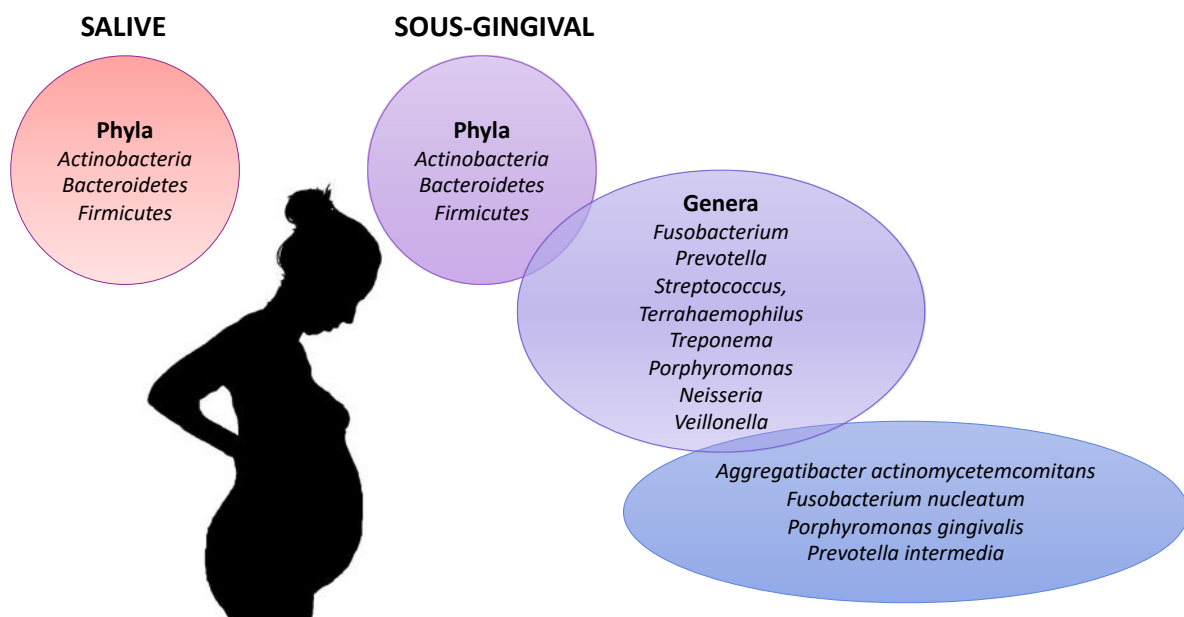 SALIVE
Phyla
Actinobacteria
Bacteroidetes
Firmicutes
SOUS-GINGIVAL
Phyla
Actinobacteria
Bacteroidetes
Firmicutes
Genera
Fusobacterium
Prevotella
Streptococcus,
Terrahaemophilus
Treponema
Porphyromonas
Neisseria
Veillonella
Aggregatibacter actinomycetemcomitans
Fusobacterium nucleatum
Porphyromonas gingivalis
Prevotella intermedia